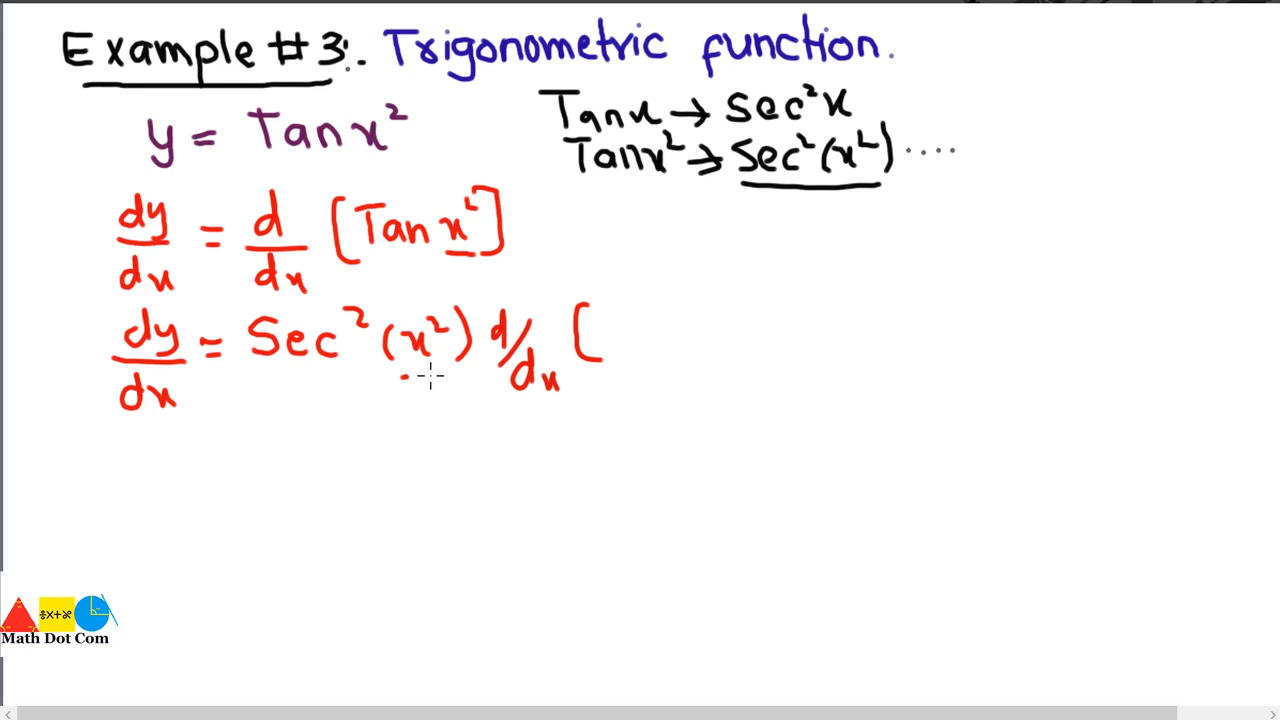 Example #3:. Trigonometric function.
y = Tan x²
Tan x → Sec² x
Tan x² → Sec² (x²) ....
dy/dx = d/dx [Tan x²]
dy/dx = Sec² (x²) d/dx [
÷x+
Math Dot Com